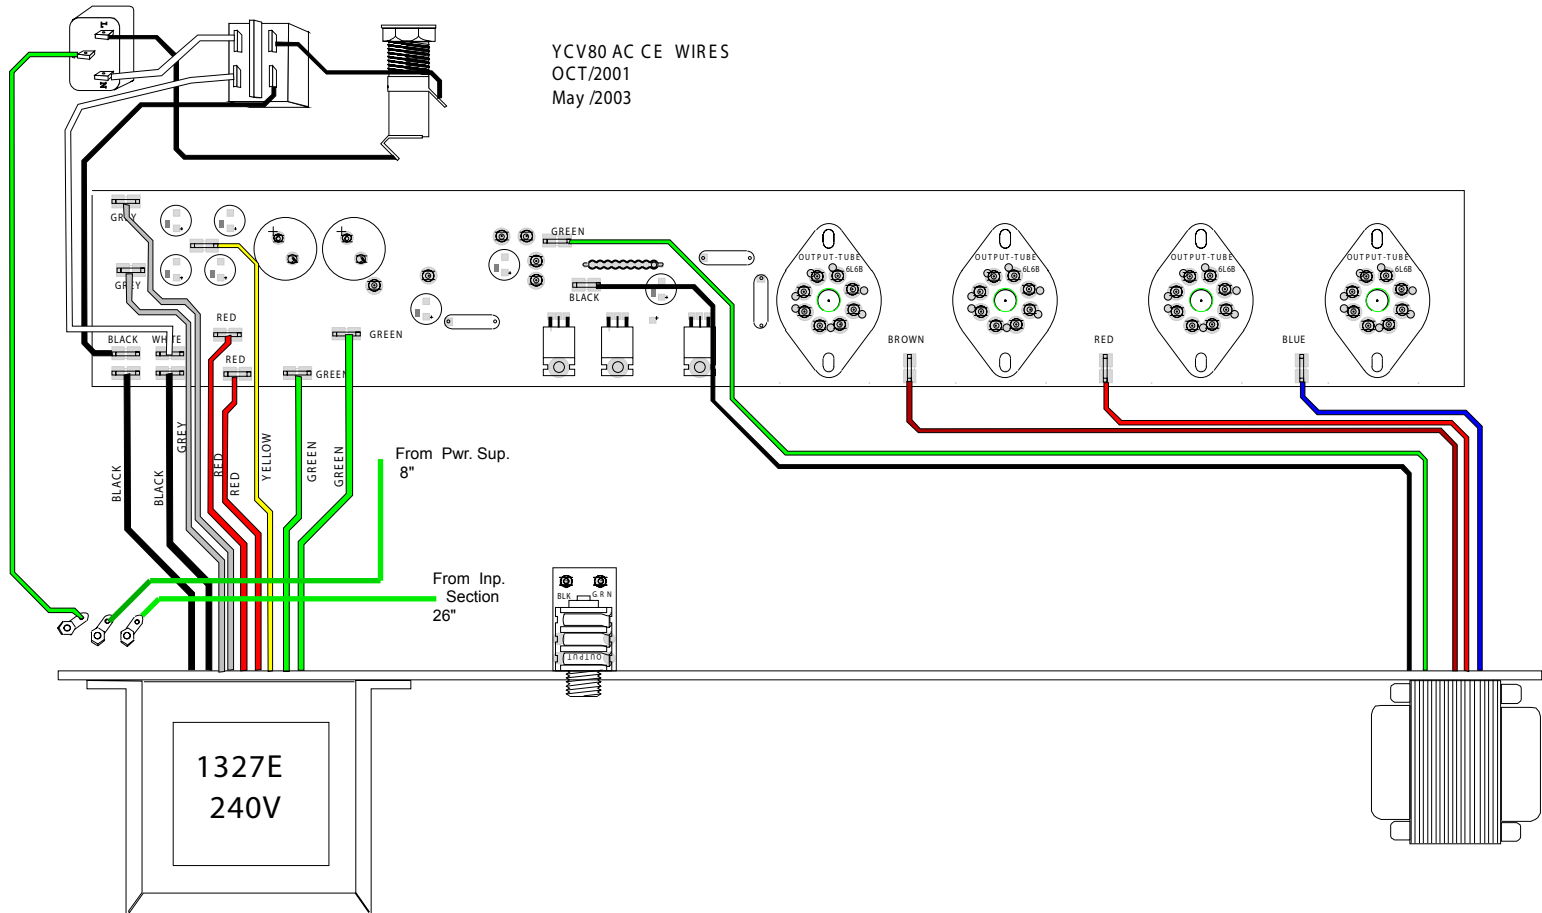 L
N
YCV80 AC CE WIRES
OCT/2001
May /2003
GREY
GREEN
OUTPUT-TUBE
6L6B
OUTPUT-TUBE
6L6B
OUTPUT-TUBE
6L6B
OUTPUT-TUBE
6L6B
GREY
BLACK
RED
GREEN
BLACK
WHITE
BROWN
RED
BLUE
RED
GREEN
BLACK
BLACK
GREY
RED
RED
YELLOW
GREEN
GREEN
From Pwr. Sup.
8"
From Inp.
Section
26"
BLK
GRN
OUTPUT
1327E
240V